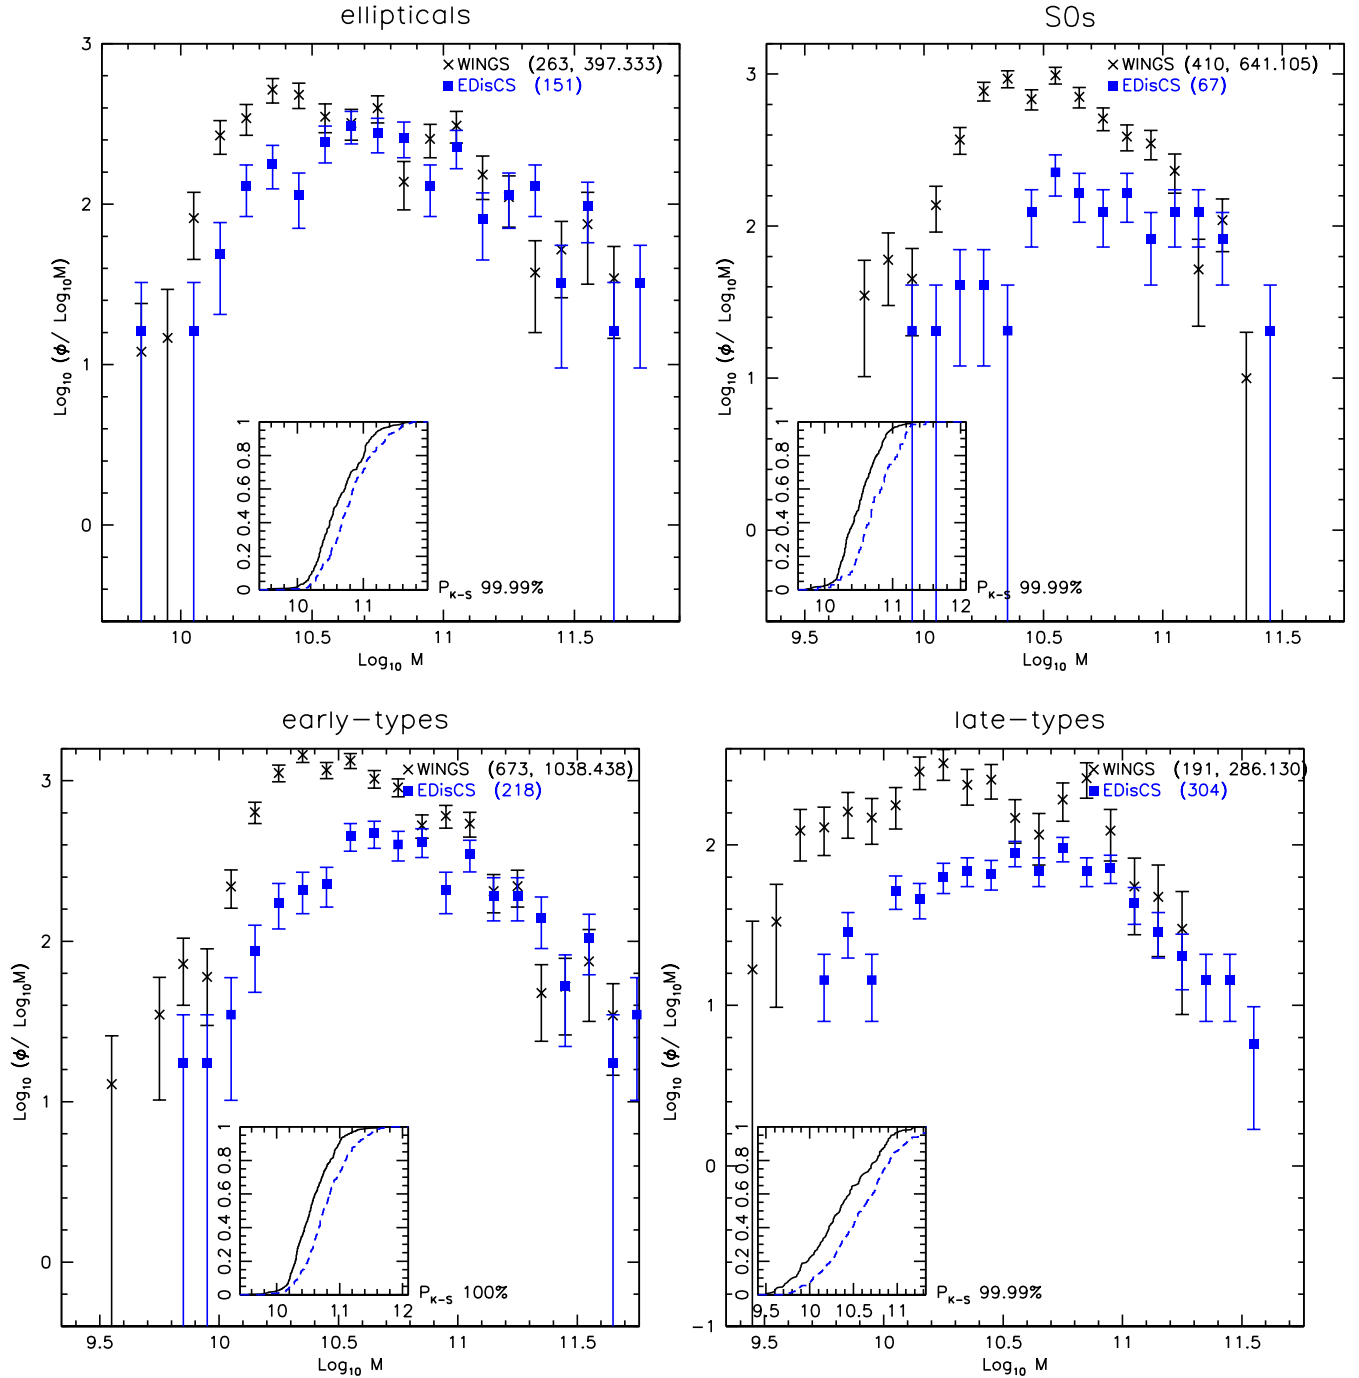 ellipticals
S0s
3
2
1
0
Log₁₀ (ϕ/ Log₁₀M)
×WINGS (263, 397.333)
EDisCS (151)
0 0.2 0.4 0.6 0.8 1
10 11
P_K-S 99.99%
10 10.5 11 11.5
Log₁₀ M
3
2
1
0
Log₁₀ (ϕ/ Log₁₀M)
×WINGS (410, 641.105)
EDisCS (67)
0 0.2 0.4 0.6 0.8 1
10 11 12
P_K-S 99.99%
9.5 10 10.5 11 11.5
Log₁₀ M
early-types
late-types
3
2
1
0
Log₁₀ (ϕ/ Log₁₀M)
×WINGS (673, 1038.438)
EDisCS (218)
0 0.2 0.4 0.6 0.8 1
10 11 12
P_K-S 100%
9.5 10 10.5 11 11.5
Log₁₀ M
2
1
0
-1
Log₁₀ (ϕ/ Log₁₀M)
×WINGS (191, 286.130)
EDisCS (304)
0 0.2 0.4 0.6 0.8 1
9.5 10 10.5 11
P_K-S 99.99%
9.5 10 10.5 11 11.5
Log₁₀ M